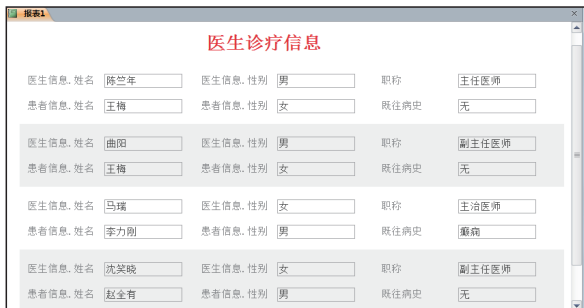 报表1
医生诊疗信息
医生信息.姓名 陈竺年 医生信息.性别 男 职称 主任医师
患者信息.姓名 王梅 患者信息.性别 女 既往病史 无
医生信息.姓名 曲阳 医生信息.性别 男 职称 副主任医师
患者信息.姓名 王梅 患者信息.性别 女 既往病史 无
医生信息.姓名 马瑞 医生信息.性别 女 职称 主治医师
患者信息.姓名 李力刚 患者信息.性别 男 既往病史 癫痫
医生信息.姓名 沈笑晓 医生信息.性别 女 职称 副主任医师
患者信息.姓名 赵全有 患者信息.性别 男 既往病史 无